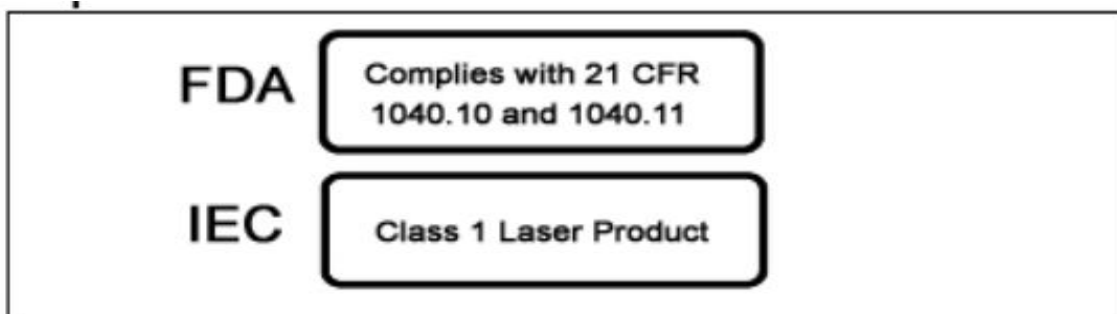 FDA
Complies with 21 CFR
1040.10 and 1040.11
IEC
Class 1 Laser Product